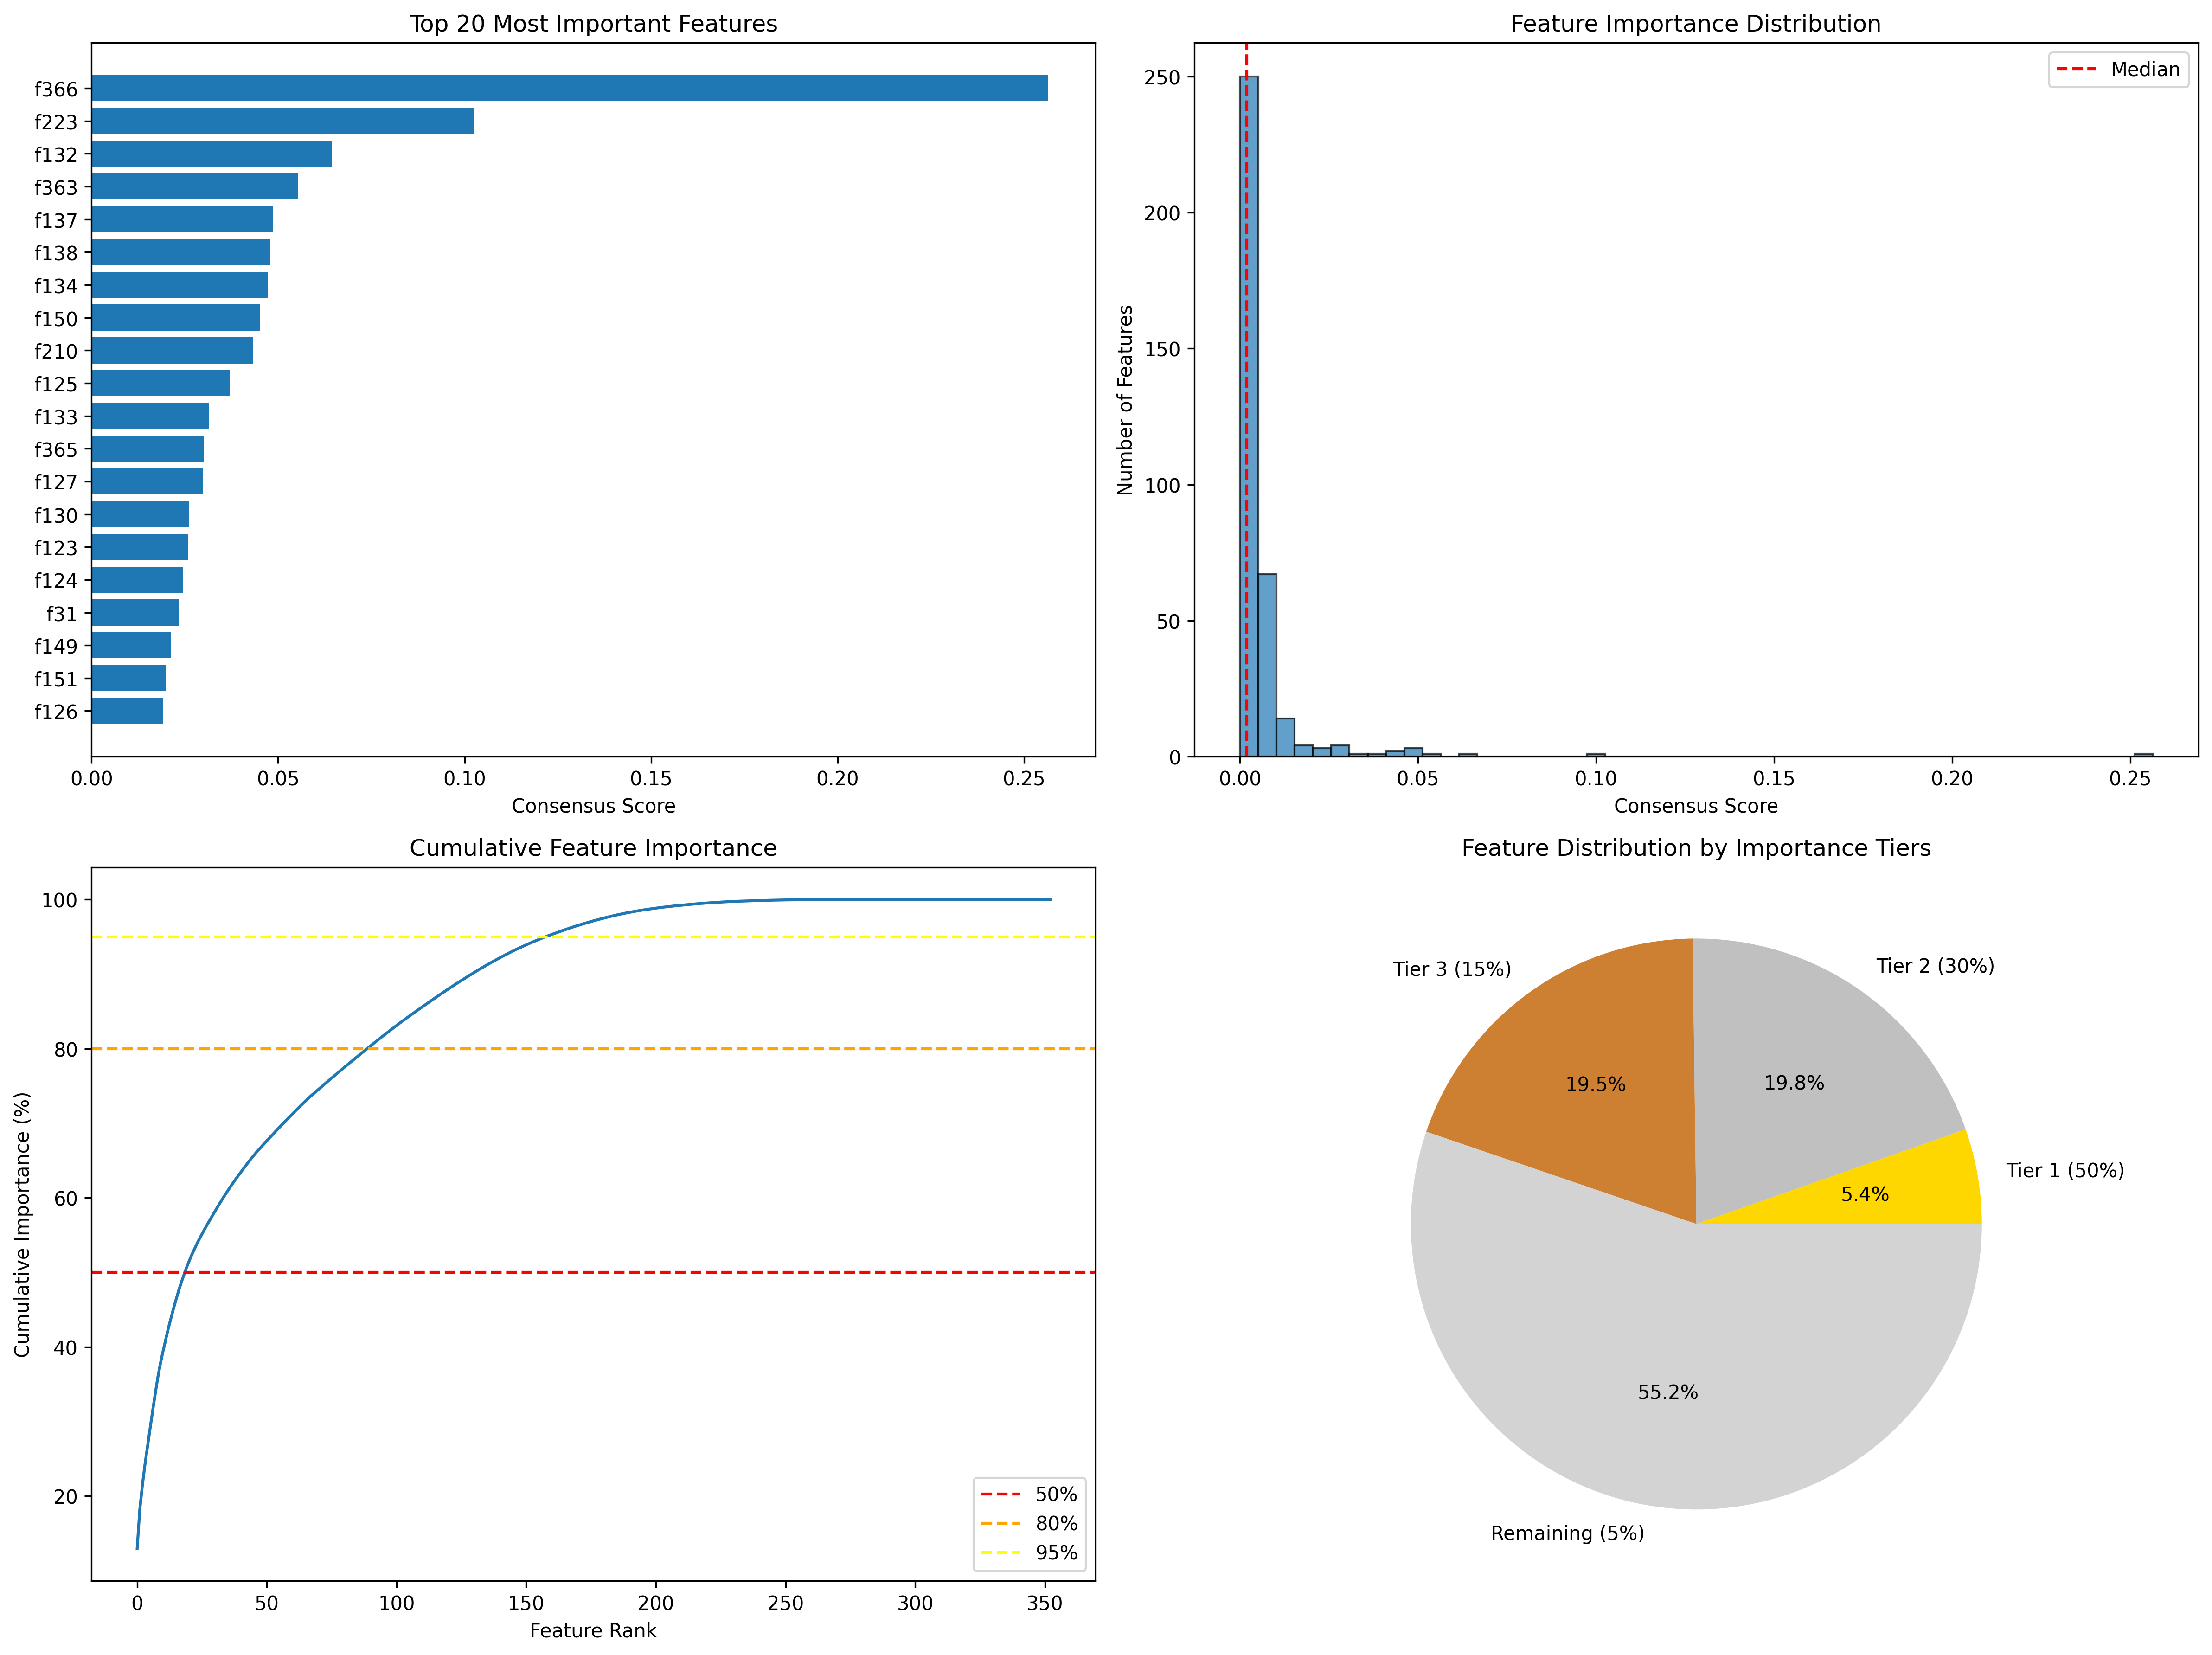 Top 20 Most Important Features
f366
f223
f132
f363
f137
f138
f134
f150
f210
f125
f133
f365
f127
f130
f123
f124
f31
f149
f151
f126
0.00 0.05 0.10 0.15 0.20 0.25
Consensus Score
Feature Importance Distribution
Median
Number of Features
250
200
150
100
50
0
0.00 0.05 0.10 0.15 0.20 0.25
Consensus Score
Cumulative Feature Importance
Cumulative Importance (%)
100
80
60
40
20
50%
80%
95%
0 50 100 150 200 250 300 350
Feature Rank
Feature Distribution by Importance Tiers
Tier 3 (15%)
Tier 2 (30%)
19.5%
19.8%
Tier 1 (50%)
5.4%
55.2%
Remaining (5%)